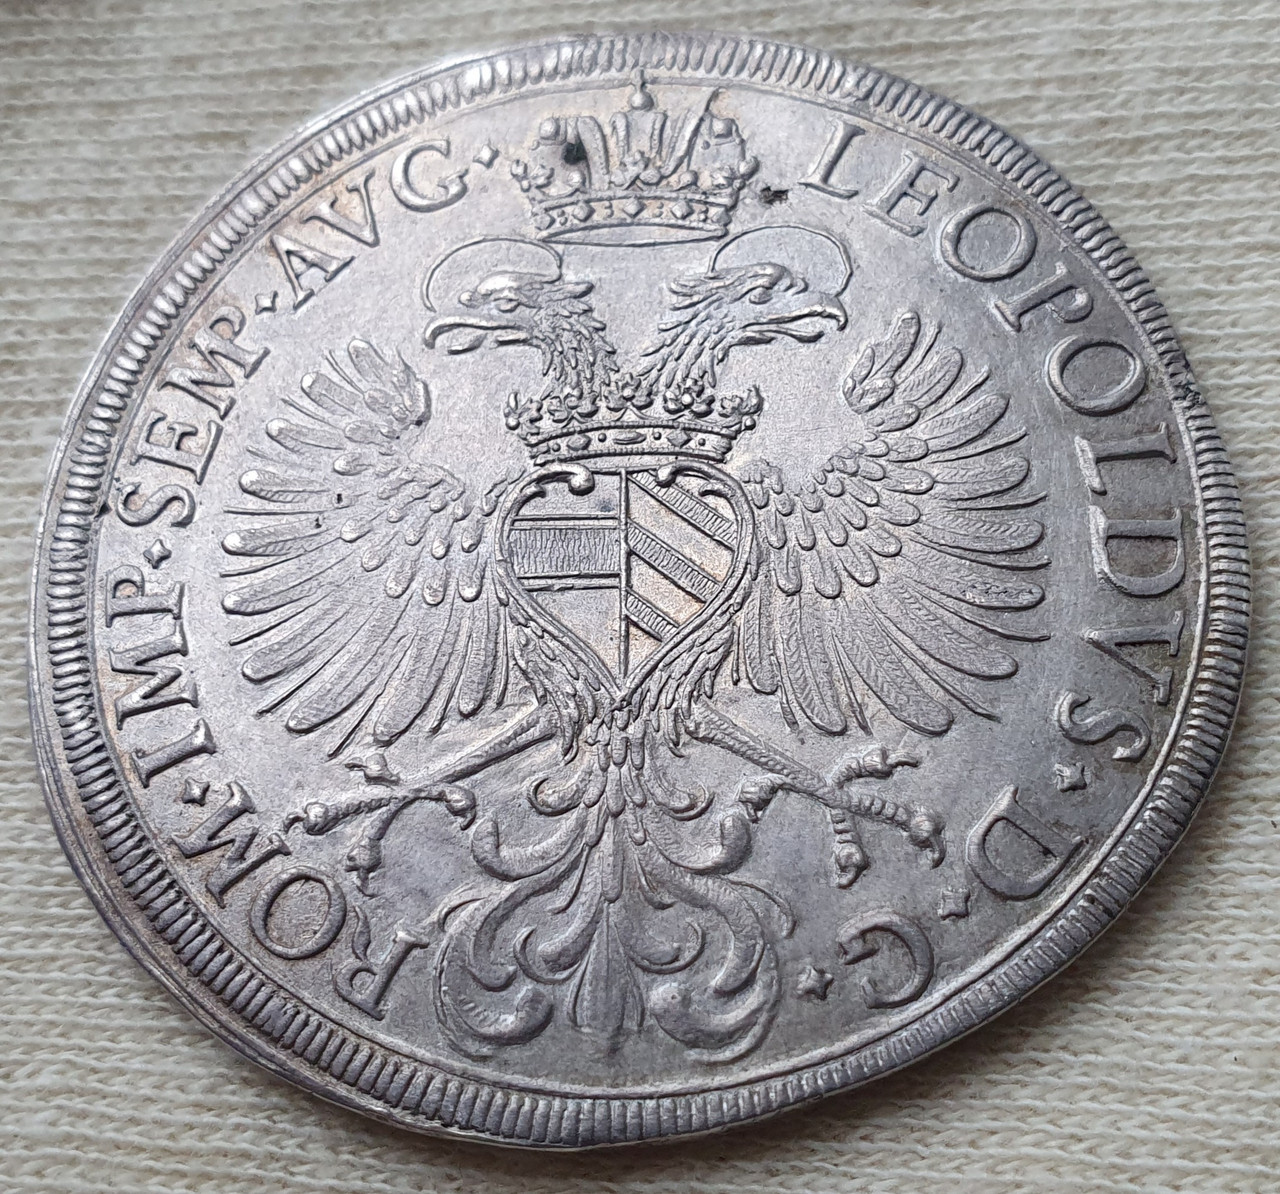 LEOPOLDVS · D · G · ROM · IMP · SEMP · AVG ·